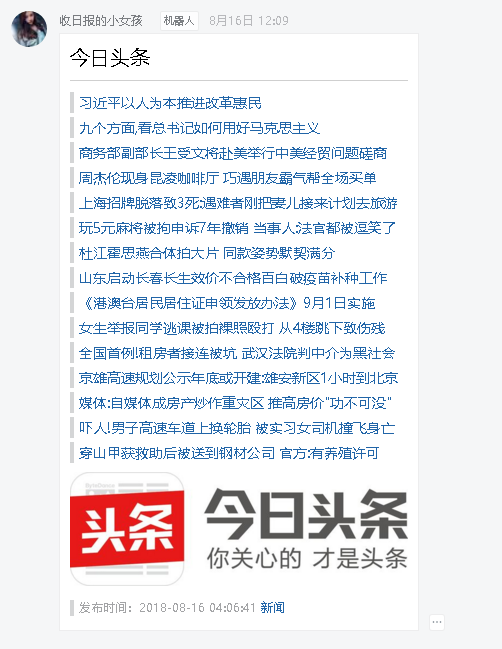 收日报的小女孩 机器人 8月16日 12:09
今日头条
习近平以人为本推进改革惠民
九个方面,看总书记如何用好马克思主义
商务部副部长王受文将赴美举行中美经贸问题磋商
周杰伦现身昆凌咖啡厅 巧遇朋友霸气帮全场买单
上海招牌脱落致3死:遇难者刚把妻儿接来计划去旅游
玩5元麻将被拘申诉7年撤销 当事人:法官都被逗笑了
杜江霍思燕合体拍大片 同款姿势默契满分
山东启动长春长生效价不合格百白破疫苗补种工作
《港澳台居民居住证申领发放办法》9月1日实施
女生举报同学逃课被拍裸照殴打 从4楼跳下致伤残
全国首例!租房者接连被坑 武汉法院判中介为黑社会
京雄高速规划公示年底或开建:雄安新区1小时到北京
媒体:自媒体成房产炒作重灾区 推高房价"功不可没"
吓人!男子高速车道上换轮胎 被实习女司机撞飞身亡
穿山甲获救助后被送到钢材公司 官方:有养殖许可
ByteDance
头条
今日头条
你关心的 才是头条
发布时间：2018-08-16 04:06:41 新闻